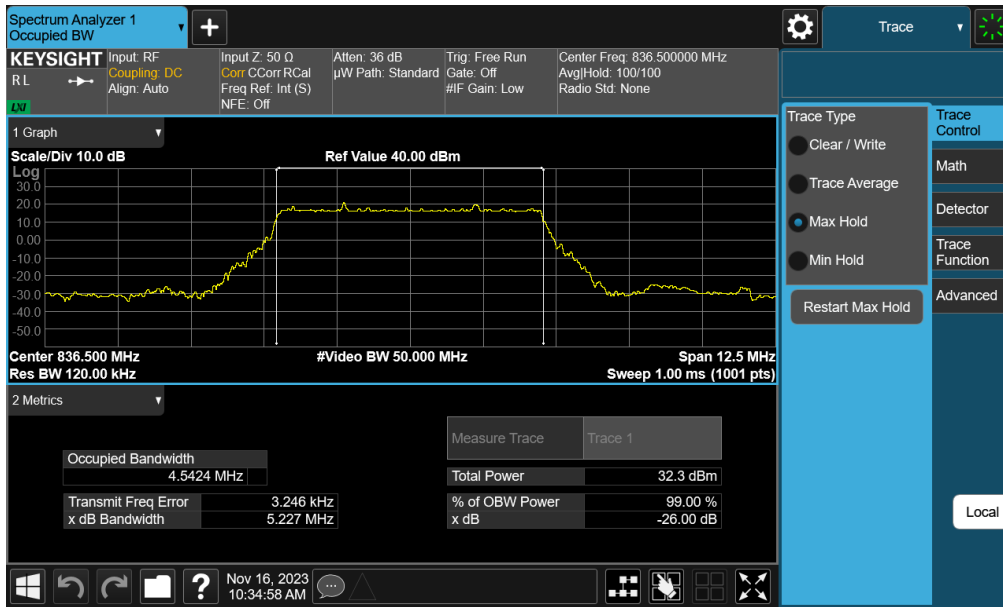 Spectrum Analyzer 1
Occupied BW
+
Trace
KEYSIGHT
R L
LXI
Input: RF
Coupling: DC
Align: Auto
Input Z: 50 Ω
Corr CCorr RCal
Freq Ref: Int (S)
NFE: Off
Atten: 36 dB
µW Path: Standard
Trig: Free Run
Gate: Off
#IF Gain: Low
Center Freq: 836.500000 MHz
Avg|Hold: 100/100
Radio Std: None
1 Graph
Scale/Div 10.0 dB
Ref Value 40.00 dBm
Log
30.0
20.0
10.0
0.00
-10.0
-20.0
-30.0
-40.0
-50.0
Center 836.500 MHz
#Video BW 50.000 MHz
Span 12.5 MHz
Res BW 120.00 kHz
Sweep 1.00 ms (1001 pts)
2 Metrics
Measure Trace
Trace 1
Occupied Bandwidth
4.5424 MHz
Total Power
32.3 dBm
Transmit Freq Error
3.246 kHz
% of OBW Power
99.00 %
x dB Bandwidth
5.227 MHz
x dB
-26.00 dB
Trace Type
Clear / Write
Trace Average
Max Hold
Min Hold
Restart Max Hold
Trace
Control
Math
Detector
Trace
Function
Advanced
Local
?
Nov 16, 2023
10:34:58 AM